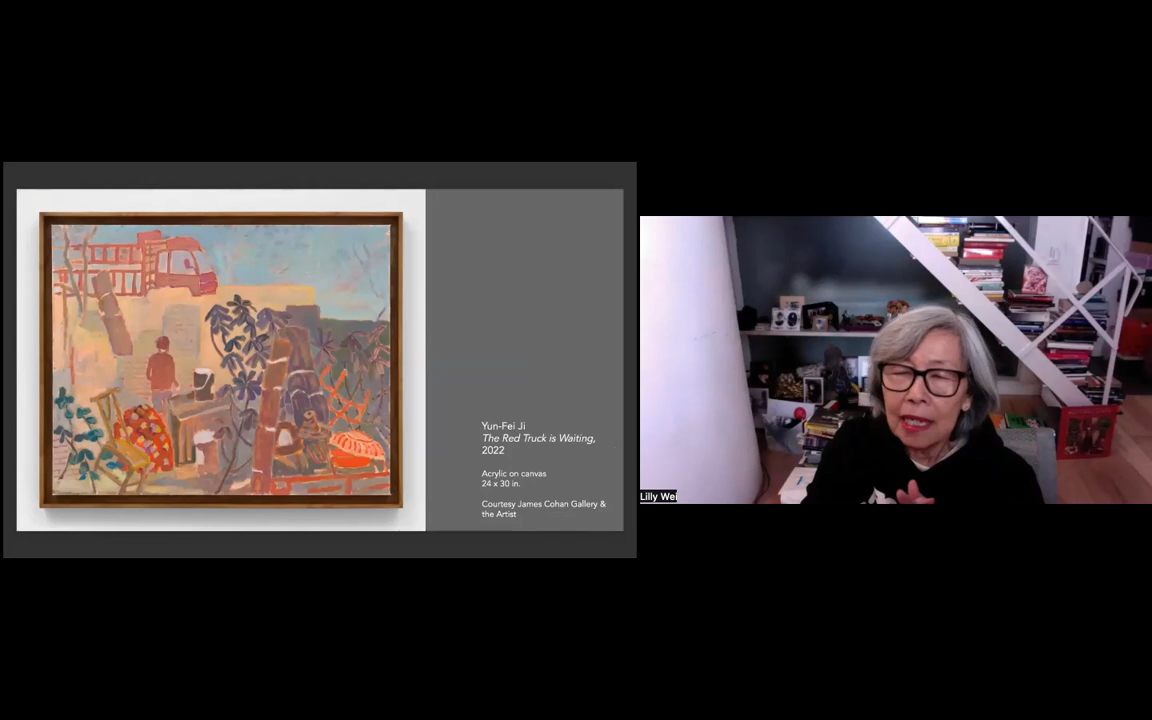 Yun-Fei Ji
The Red Truck is Waiting,
2022
Acrylic on canvas
24 x 30 in.
Courtesy James Cohan Gallery &
the Artist
Lilly Wei